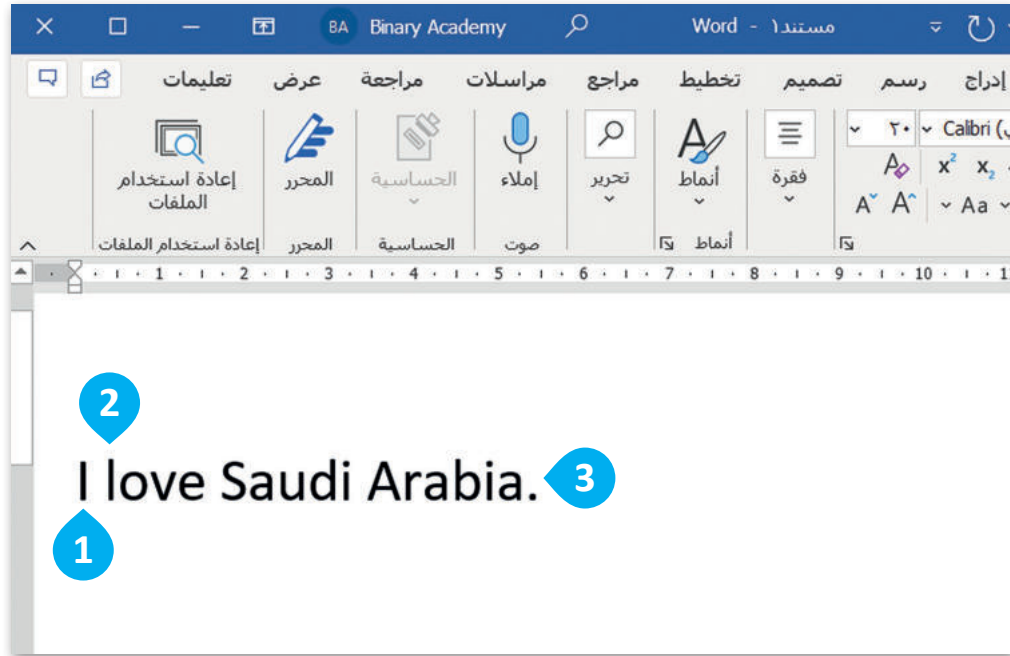 Binary Academy BA
مستند١ - Word
إدراج رسم تصميم تخطيط مراجع مراسلات مراجعة عرض تعليمات
Calibri ( ٢٠
فقرة
أنماط
تحرير
إملاء
الحساسية
المحرر
إعادة استخدام
الملفات
x² x₂
A˅ A^ Aa
أنماط
صوت
الحساسية
المحرر
إعادة استخدام الملفات
1 2 3 4 5 6 7 8 9 10
2
I love Saudi Arabia.
3
1